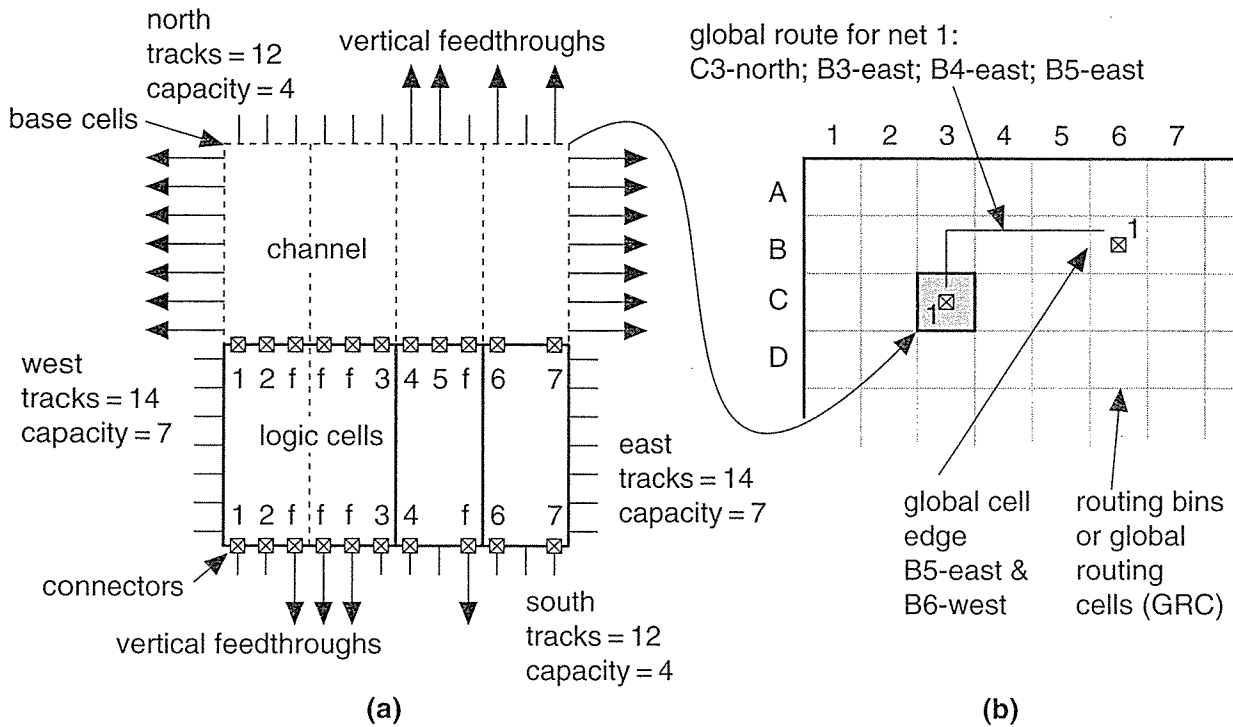 north
tracks = 12
capacity = 4
vertical feedthroughs
base cells
channel
west
tracks = 14
capacity = 7
1 2 f f f 3 4 5 f 6 7
logic cells
1 2 f f f 3 4 f 6 7
east
tracks = 14
capacity = 7
connectors
vertical feedthroughs
south
tracks = 12
capacity = 4
(a)
global route for net 1:
C3-north; B3-east; B4-east; B5-east
1 2 3 4 5 6 7
A
B
1
C
1
D
global cell
edge
B5-east &
B6-west
routing bins
or global
routing
cells (GRC)
(b)